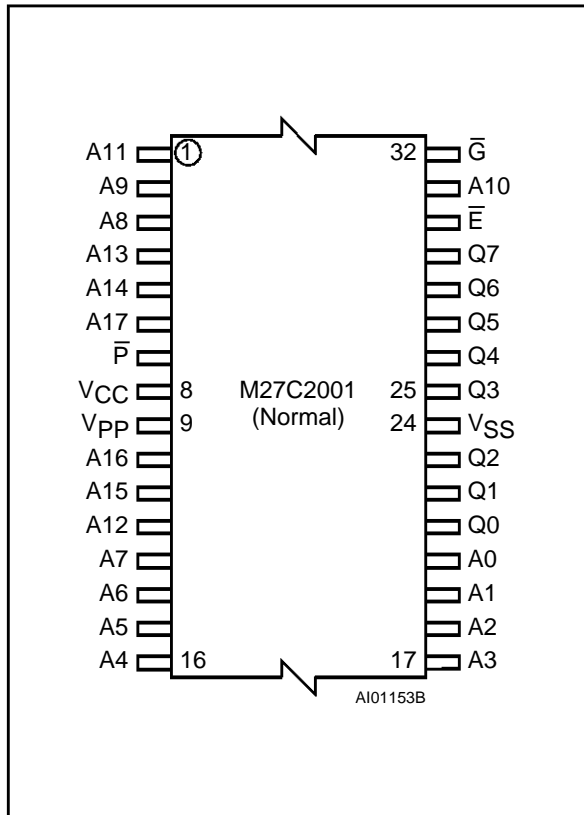 A11 1 32 G̅
A9 A10
A8 E̅
A13 Q7
A14 Q6
A17 Q5
P̅ Q4
VCC 8 M27C2001 25 Q3
VPP 9 (Normal) 24 VSS
A16 Q2
A15 Q1
A12 Q0
A7 A0
A6 A1
A5 A2
A4 16 17 A3
AI01153B